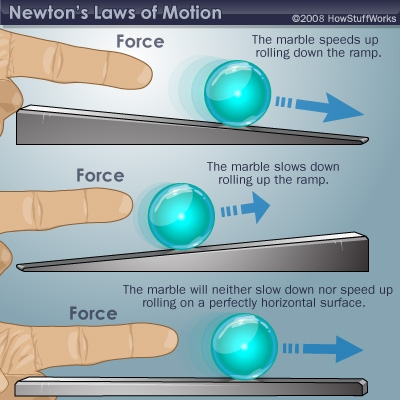 Newton's Laws of Motion
©2008 HowStuffWorks
Force
The marble speeds up
rolling down the ramp.
Force
The marble slows down
rolling up the ramp.
The marble will neither slow down nor speed up
rolling on a perfectly horizontal surface.
Force